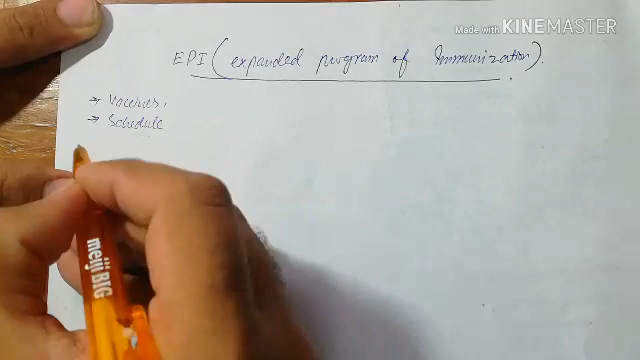 Made with KINEMASTER
EPI (expanded program of Immunization).
→ Vaccines,
→ Schedule
meiji BIG